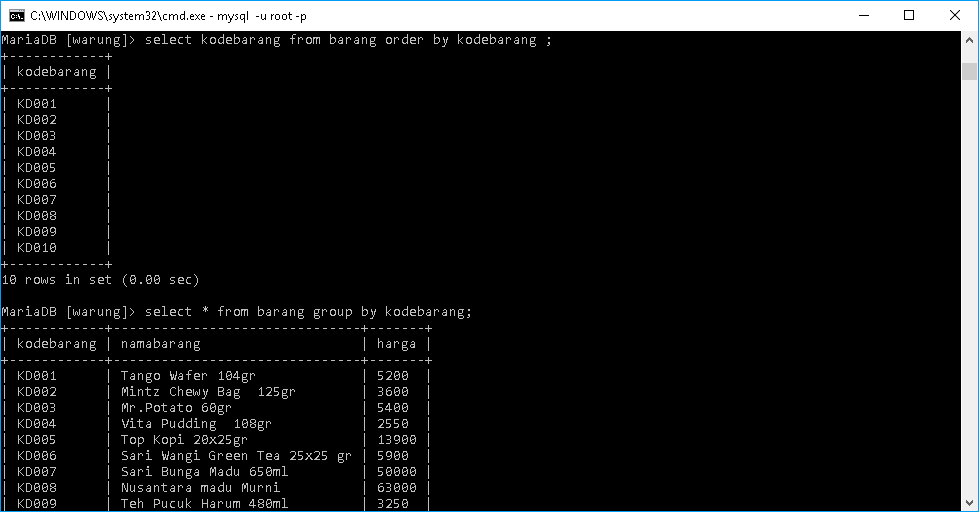 C:\WINDOWS\system32\cmd.exe - mysql  -u root -p
MariaDB [warung]> select kodebarang from barang order by kodebarang ;
+------------+
| kodebarang |
+------------+
| KD001      |
| KD002      |
| KD003      |
| KD004      |
| KD005      |
| KD006      |
| KD007      |
| KD008      |
| KD009      |
| KD010      |
+------------+
10 rows in set (0.00 sec)
MariaDB [warung]> select * from barang group by kodebarang;
+------------+-------------------------------+-------+
| kodebarang | namabarang                    | harga |
+------------+-------------------------------+-------+
| KD001      | Tango Wafer 104gr             | 5200  |
| KD002      | Mintz Chewy Bag  125gr        | 3600  |
| KD003      | Mr.Potato 60gr                | 5400  |
| KD004      | Vita Pudding  108gr           | 2550  |
| KD005      | Top Kopi 20x25gr              | 13900 |
| KD006      | Sari Wangi Green Tea 25x25 gr | 5900  |
| KD007      | Sari Bunga Madu 650ml         | 50000 |
| KD008      | Nusantara madu Murni          | 63000 |
| KD009      | Teh Pucuk Harum 480ml         | 3250  |